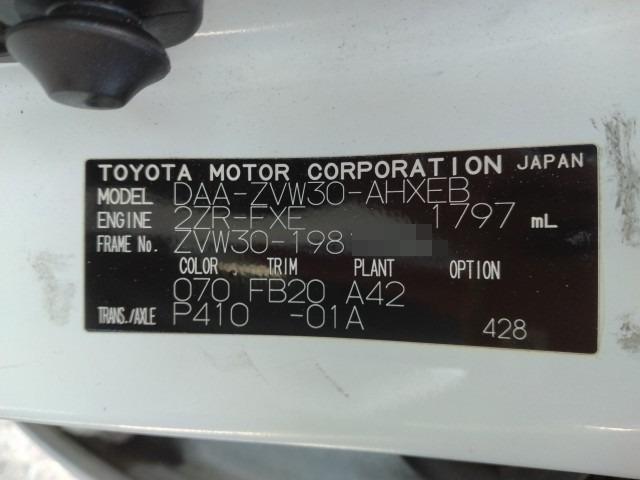 TOYOTA MOTOR CORPORATION JAPAN
MODEL DAA-ZVW30-AHXEB
ENGINE 2ZR-FXE 1797 mL
FRAME No. ZVW30-198
COLOR TRIM PLANT OPTION
070 FB20 A42
TRANS./AXLE P410 -01A
428